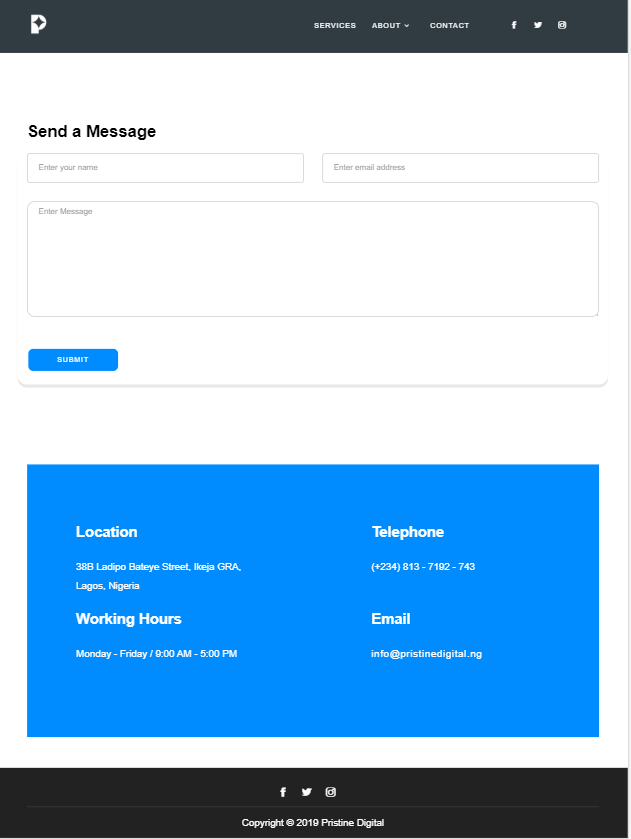 SERVICES ABOUT CONTACT
Send a Message
Enter your name Enter email address
Enter Message
SUBMIT
Location
38B Ladipo Bateye Street, Ikeja GRA,
Lagos, Nigeria
Telephone
(+234) 813 - 7192 - 743
Working Hours
Monday - Friday / 9:00 AM - 5:00 PM
Email
info@pristinedigital.ng
Copyright © 2019 Pristine Digital